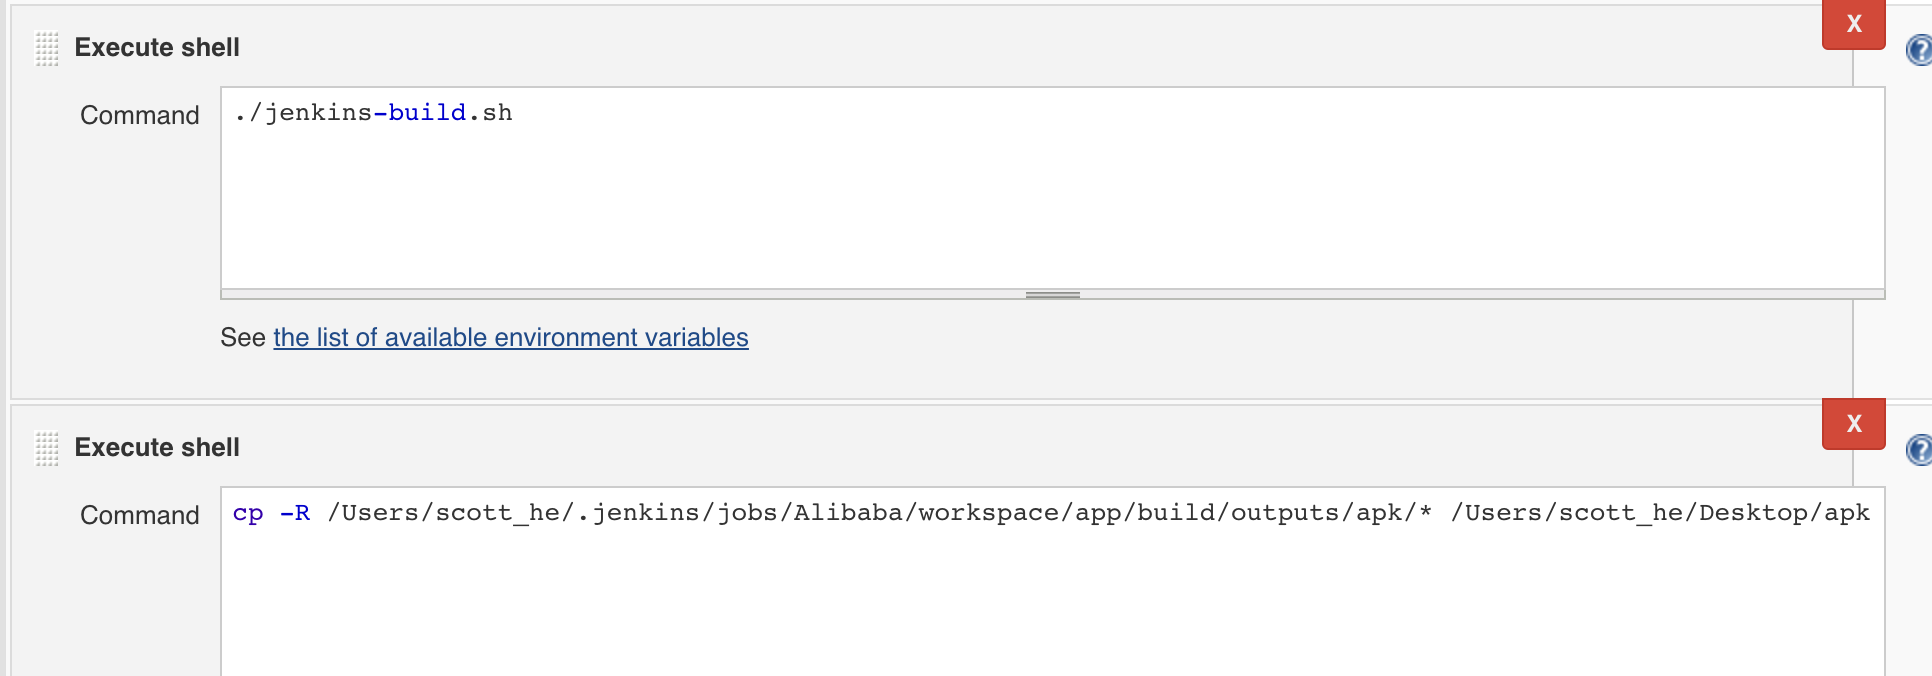 X
Execute shell
?
Command
./jenkins-build.sh
See the list of available environment variables
X
Execute shell
?
Command
cp -R /Users/scott_he/.jenkins/jobs/Alibaba/workspace/app/build/outputs/apk/* /Users/scott_he/Desktop/apk